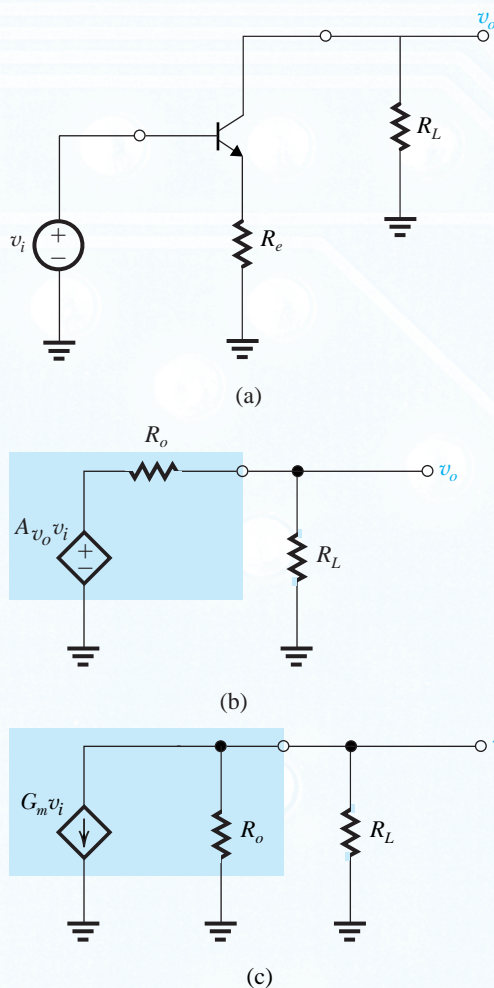 v_o
R_L
v_i
R_e
(a)
R_o
v_o
A_{v_o}v_i
R_L
(b)
G_m v_i
R_o
R_L
(c)